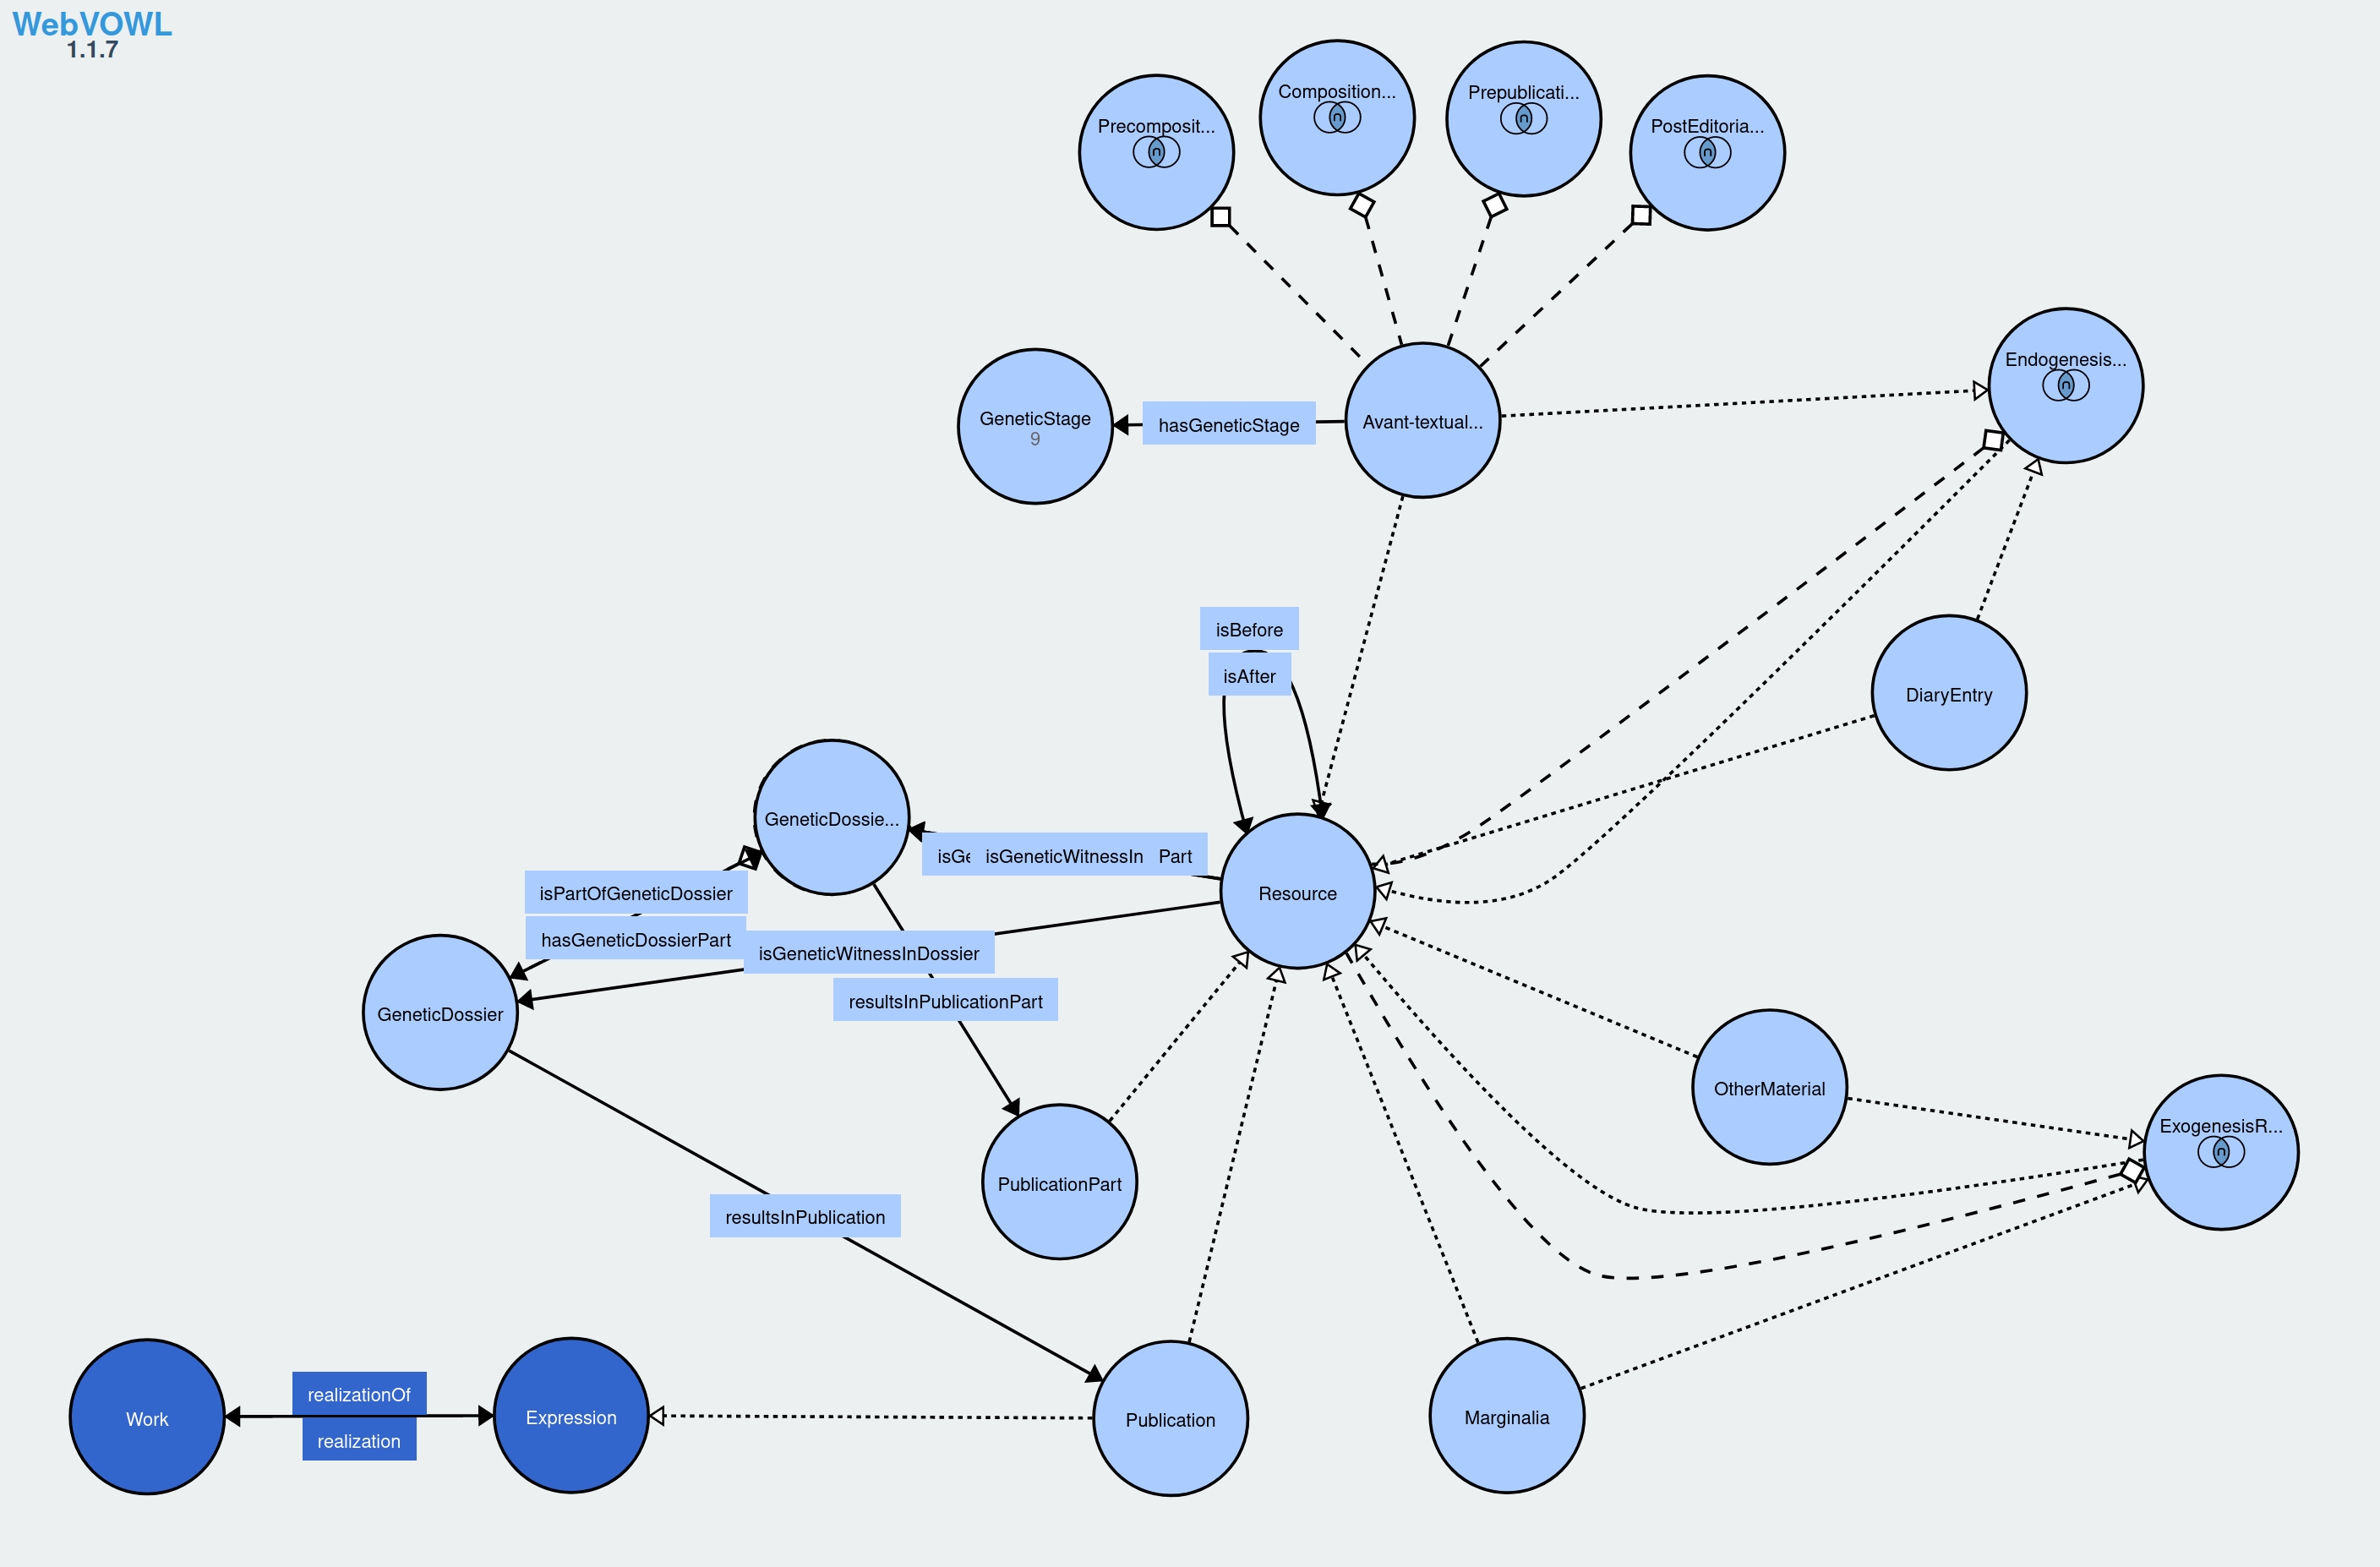 WebVOWL
1.1.7
Composition...
Prepublicati...
Precomposit...
PostEditoria...
Endogenesis...
GeneticStage
9
hasGeneticStage
Avant-textual...
isBefore
isAfter
DiaryEntry
GeneticDossie...
isGeneticWitnessIn
Part
isPartOfGeneticDossier
Resource
hasGeneticDossierPart
isGeneticWitnessInDossier
resultsInPublicationPart
GeneticDossier
OtherMaterial
ExogenesisR...
PublicationPart
resultsInPublication
realizationOf
Work
Expression
Publication
Marginalia
realization